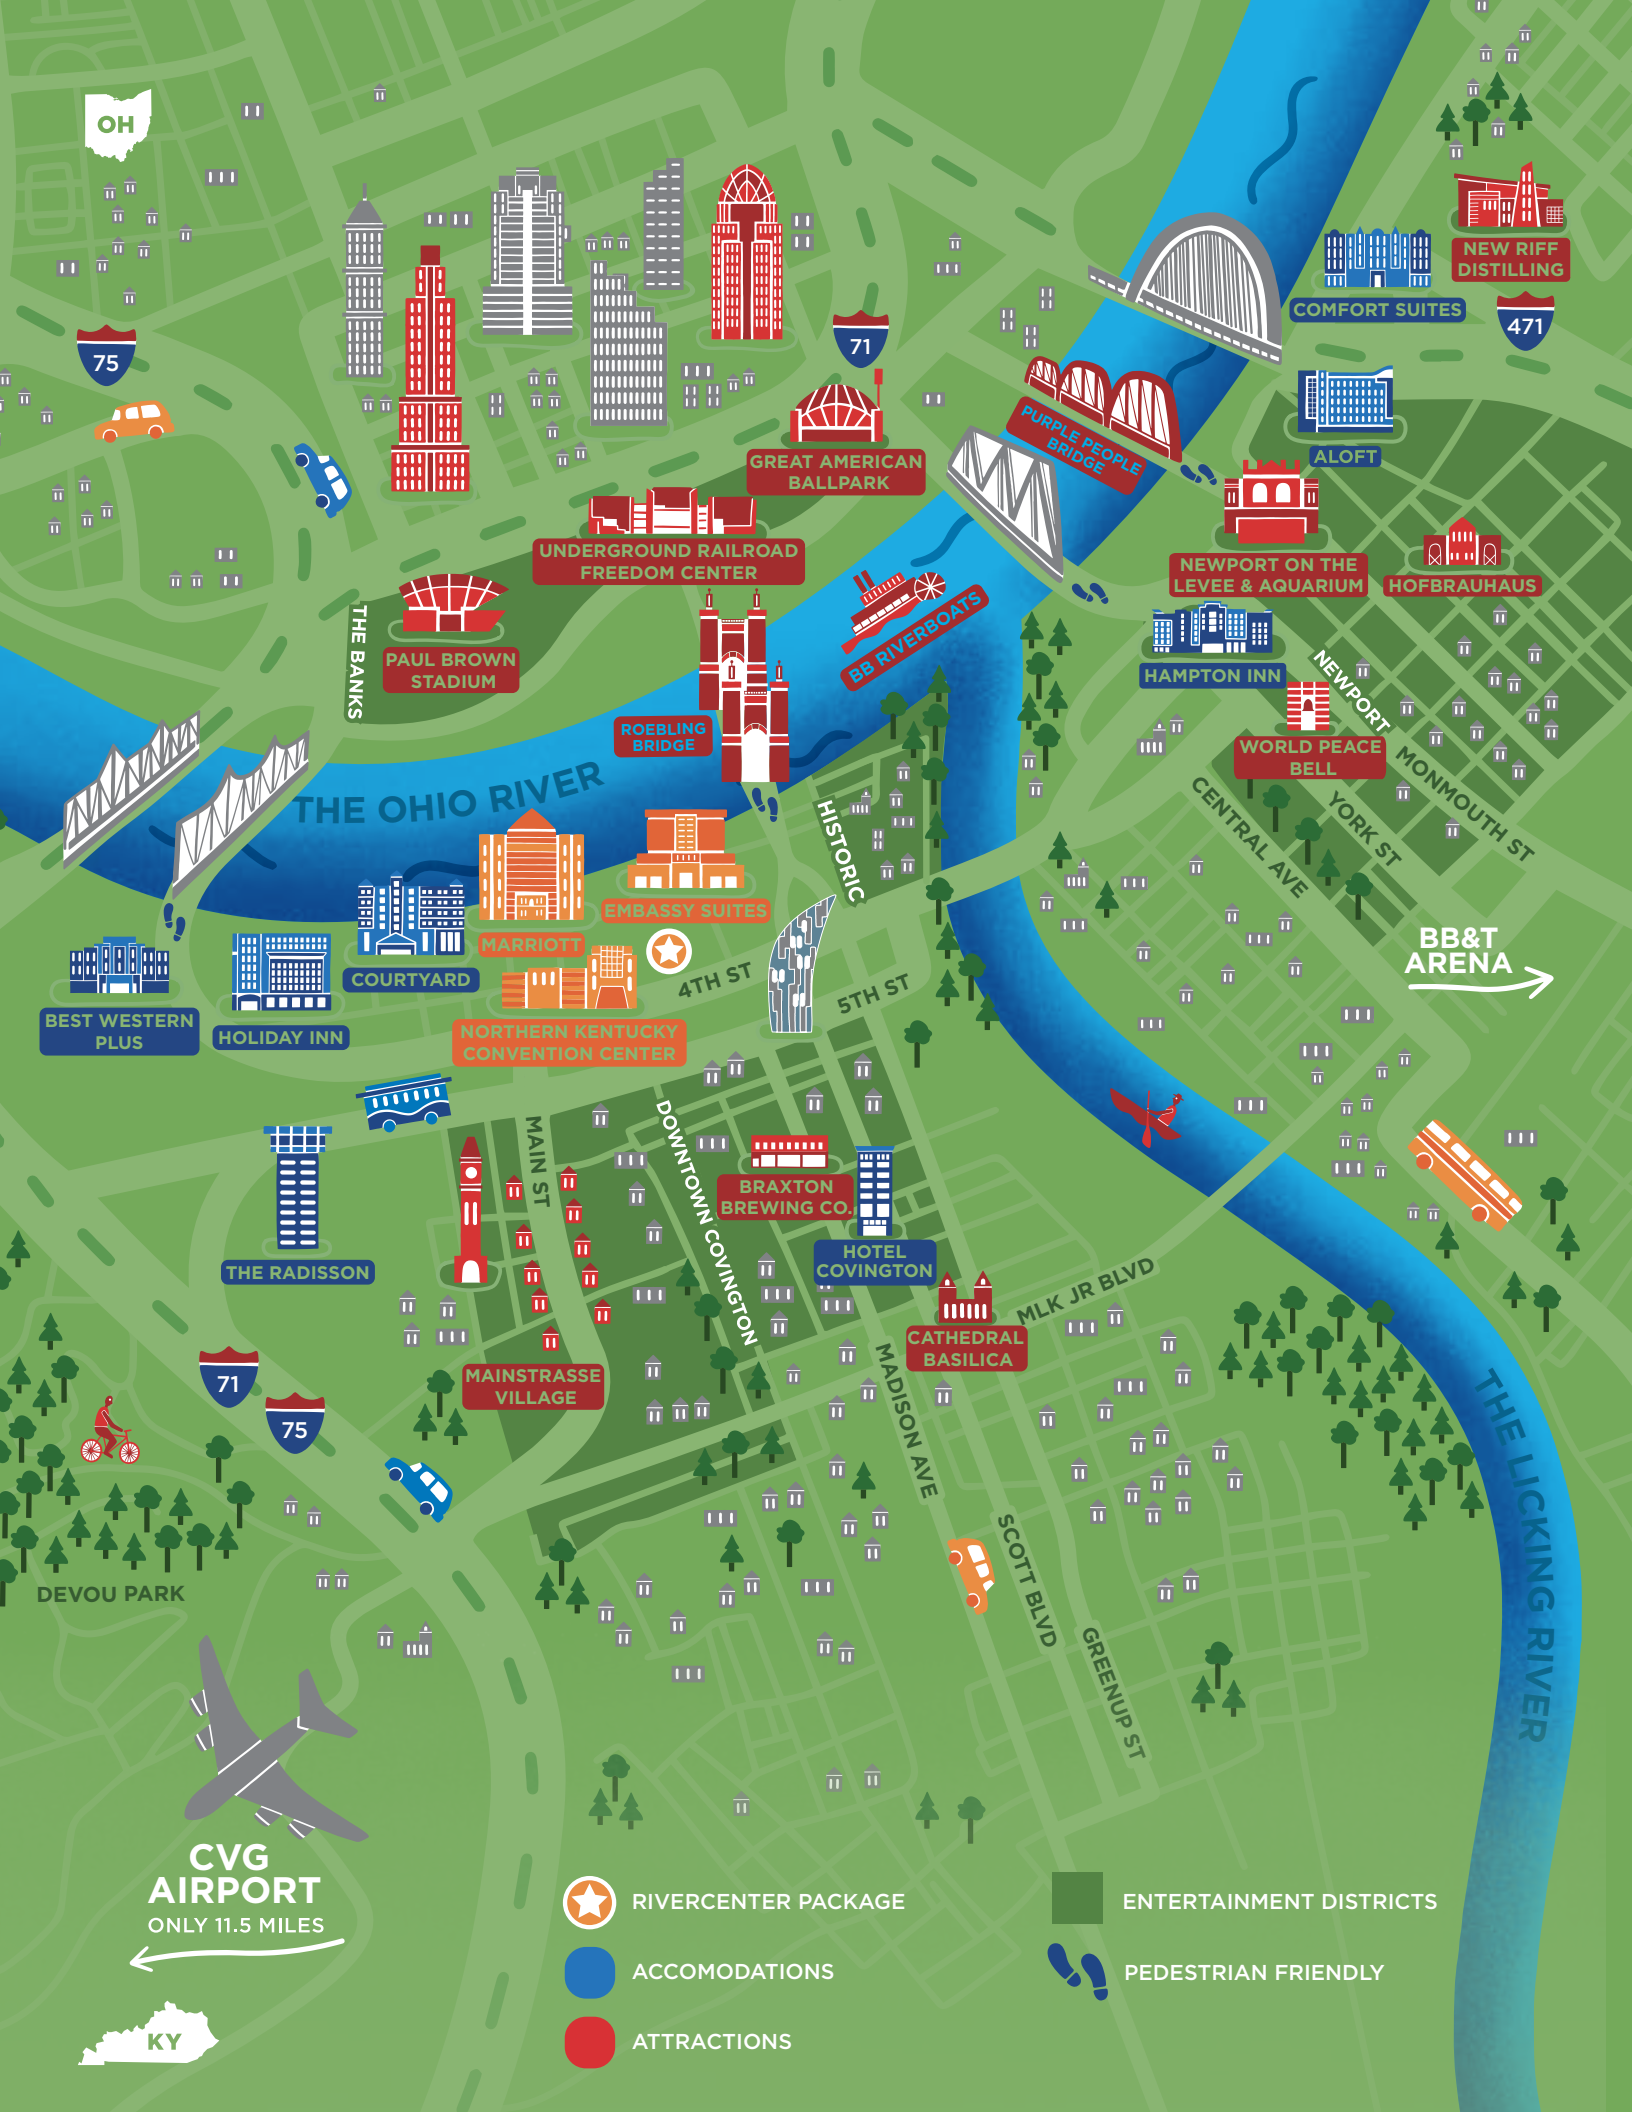 OH
NEW RIFF
DISTILLING
COMFORT SUITES
471
75
71
ALOFT
PURPLE PEOPLE
BRIDGE
GREAT AMERICAN
BALLPARK
UNDERGROUND RAILROAD
FREEDOM CENTER
NEWPORT ON THE
LEVEE & AQUARIUM
HOFBRAUHAUS
THE BANKS
PAUL BROWN
STADIUM
BB RIVERBOATS
HAMPTON INN
NEWPORT
ROEBLING
BRIDGE
WORLD PEACE
BELL
MONMOUTH ST
YORK ST
CENTRAL AVE
THE OHIO RIVER
HISTORIC
EMBASSY SUITES
MARRIOTT
COURTYARD
4TH ST
5TH ST
BB&T
ARENA
BEST WESTERN
PLUS
HOLIDAY INN
NORTHERN KENTUCKY
CONVENTION CENTER
MAIN ST
DOWNTOWN COVINGTON
BRAXTON
BREWING CO.
HOTEL
COVINGTON
THE RADISSON
MLK JR BLVD
CATHEDRAL
BASILICA
MAINSTRASSE
VILLAGE
MADISON AVE
71
75
THE LICKING RIVER
SCOTT BLVD
GREENUP ST
DEVOU PARK
CVG
AIRPORT
ONLY 11.5 MILES
KY
RIVERCENTER PACKAGE
ACCOMODATIONS
ATTRACTIONS
ENTERTAINMENT DISTRICTS
PEDESTRIAN FRIENDLY